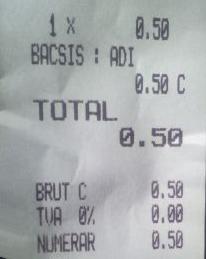 1 X 0.50
BACSIS : ADI
0.50 C
TOTAL
0.50
BRUT C 0.50
TVA 0% 0.00
NUMERAR 0.50